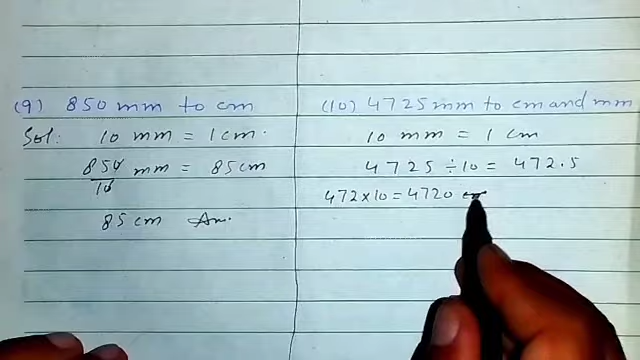 (9) 850 mm to cm
Sol: 10 mm = 1 cm.
850/10 mm = 85 cm
85 cm Ans.
(10) 4725 mm to cm and mm
10 mm = 1 cm
4725 ÷ 10 = 472.5
472 × 10 = 4720